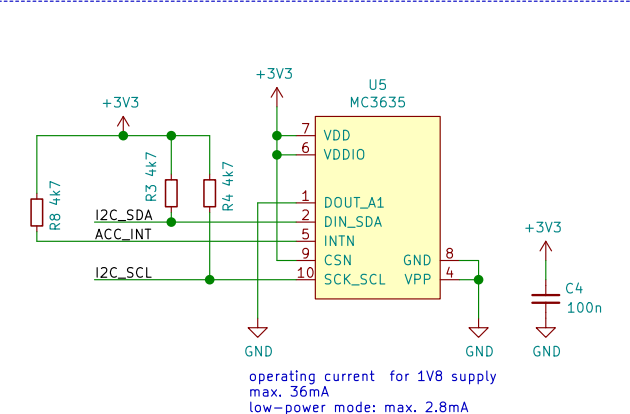 +3V3
U5
MC3635
+3V3
7 VDD
6 VDDIO
R3 4k7
R4 4k7
R8 4k7
1 DOUT_A1
I2C_SDA
2 DIN_SDA
ACC_INT
5 INTN
+3V3
9 CSN
GND 8
I2C_SCL
10 SCK_SCL
VPP 4
C4
100n
GND
GND
GND
operating current  for 1V8 supply
max. 36mA
low-power mode: max. 2.8mA